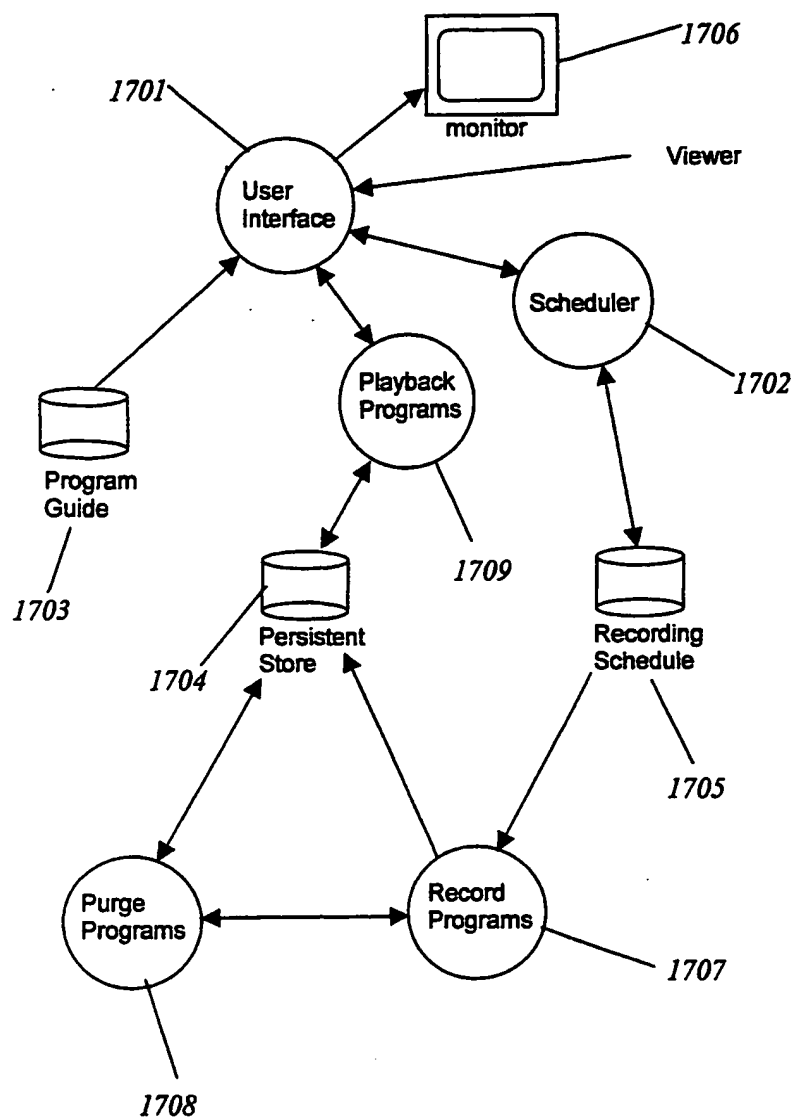 1706
1701
monitor
Viewer
User
Interface
Scheduler
1702
Playback
Programs
Program
Guide
1709
1703
Persistent
Store
Recording
Schedule
1704
1705
Purge
Programs
Record
Programs
1707
1708